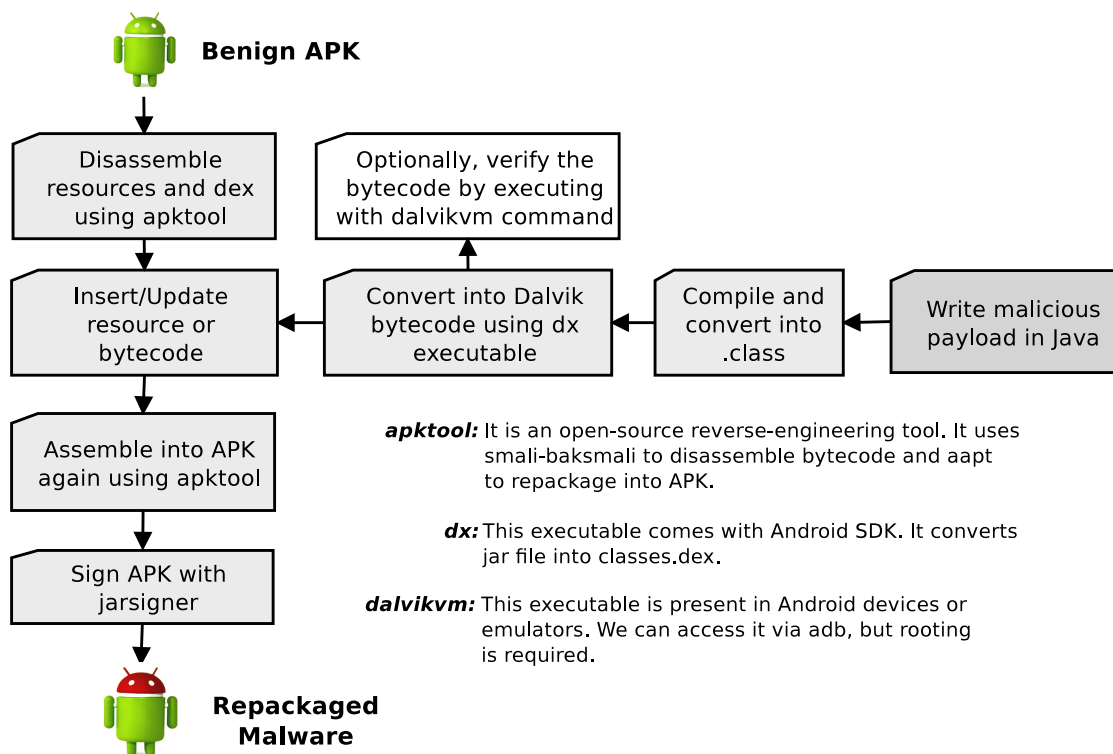 Benign APK
Disassemble
resources and dex
using apktool
Optionally, verify the
bytecode by executing
with dalvikvm command
Insert/Update
resource or
bytecode
Convert into Dalvik
bytecode using dx
executable
Compile and
convert into
.class
Write malicious
payload in Java
Assemble into APK
again using apktool
Sign APK with
jarsigner
apktool: It is an open-source reverse-engineering tool. It uses
smali-baksmali to disassemble bytecode and aapt
to repackage into APK.
dx: This executable comes with Android SDK. It converts
jar file into classes.dex.
dalvikvm: This executable is present in Android devices or
emulators. We can access it via adb, but rooting
is required.
Repackaged
Malware